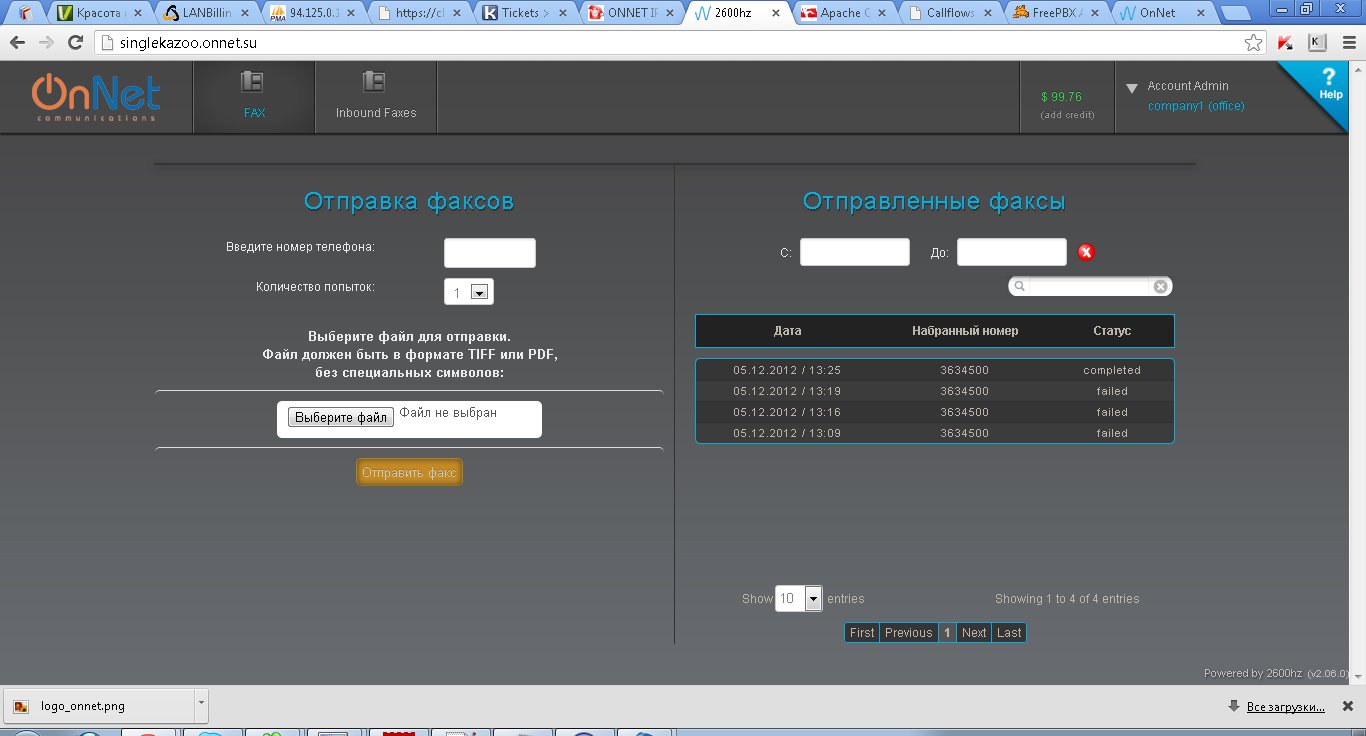 Красота
LANBillin
94.125.0.1
https://cl
Tickets >
ONNET IP
2600hz
Apache C
Callflows
FreePBX A
OnNet
singlekazoo.onnet.su
OnNet
communications
FAX
Inbound Faxes
$ 99.76
(add credit)
Account Admin
company1 (office)
?
Help
Отправка факсов
Введите номер телефона:
Количество попыток:
1
Выберите файл для отправки.
Файл должен быть в формате TIFF или PDF,
без специальных символов:
Выберите файл Файл не выбран
Отправить факс
Отправленные факсы
С: До:
Дата Набранный номер Статус
05.12.2012 / 13:25 3634500 completed
05.12.2012 / 13:19 3634500 failed
05.12.2012 / 13:16 3634500 failed
05.12.2012 / 13:09 3634500 failed
Show 10 entries Showing 1 to 4 of 4 entries
First Previous 1 Next Last
Powered by 2600hz (v2.06.0)
logo_onnet.png
Все загрузки...